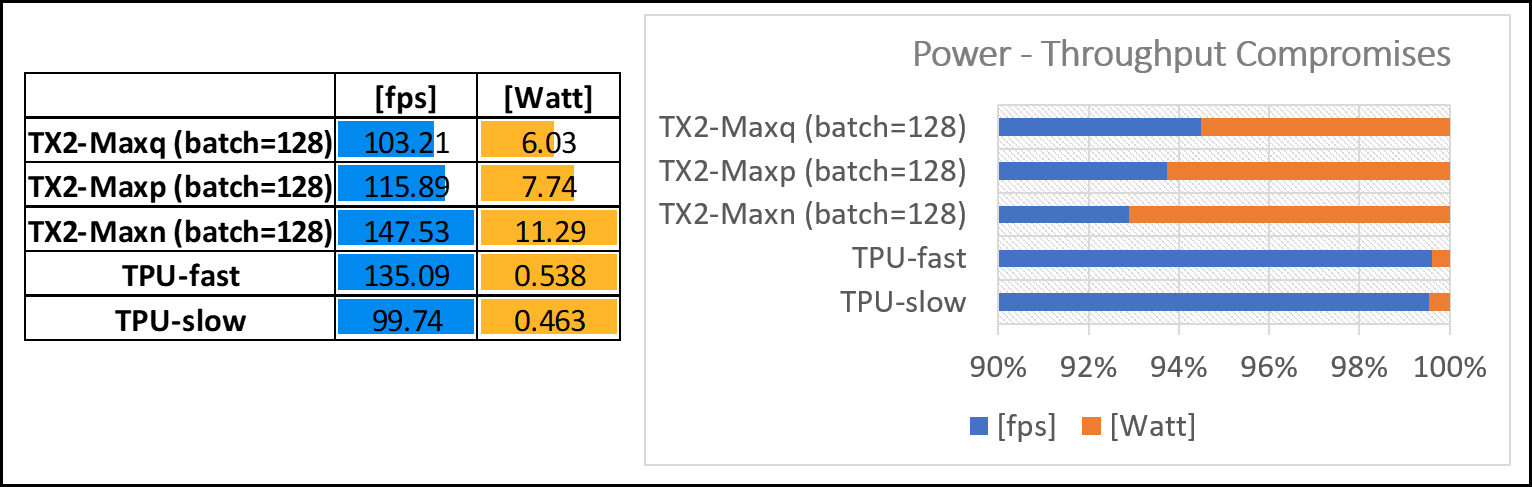 [fps] [Watt]
TX2-Maxq (batch=128) 103.21 6.03
TX2-Maxp (batch=128) 115.89 7.74
TX2-Maxn (batch=128) 147.53 11.29
TPU-fast 135.09 0.538
TPU-slow 99.74 0.463
Power - Throughput Compromises
TX2-Maxq (batch=128)
TX2-Maxp (batch=128)
TX2-Maxn (batch=128)
TPU-fast
TPU-slow
90% 92% 94% 96% 98% 100%
[fps] [Watt]